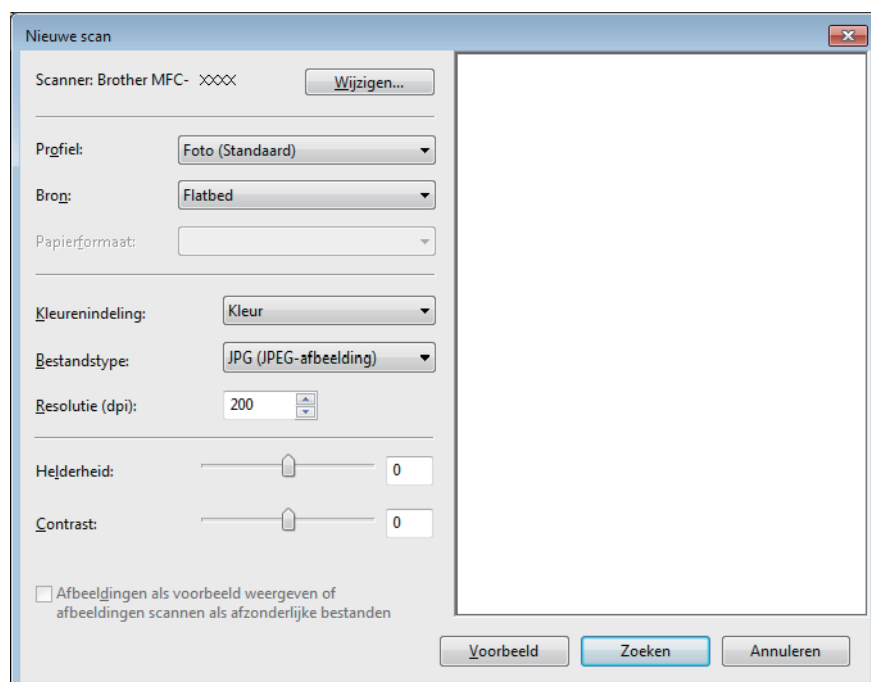 Nieuwe scan
Scanner: Brother MFC- XXXX
Wijzigen...
Profiel:
Foto (Standaard)
Bron:
Flatbed
Papierformaat:
Kleurenindeling:
Kleur
Bestandstype:
JPG (JPEG-afbeelding)
Resolutie (dpi):
200
Helderheid:
0
Contrast:
0
Afbeeldingen als voorbeeld weergeven of
afbeeldingen scannen als afzonderlijke bestanden
Voorbeeld
Zoeken
Annuleren